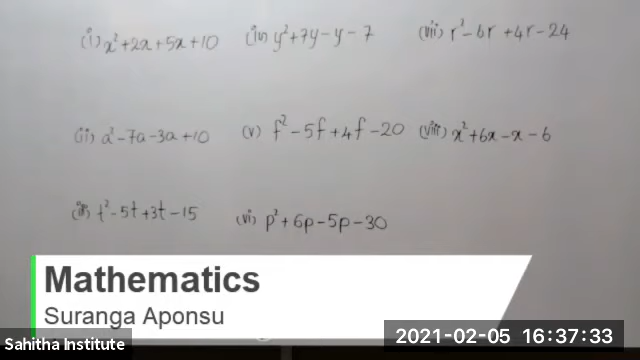 (i) x²+2x+5x+10 (iv) y²+7y-y-7 (vii) r²-6r+4r-24
(ii) a²-7a-3a+10 (v) f²-5f+4f-20 (viii) x²+6x-x-6
(iii) t²-5t+3t-15 (vi) p²+6p-5p-30
Mathematics
Suranga Aponsu
Sahitha Institute
2021-02-05 16:37:33